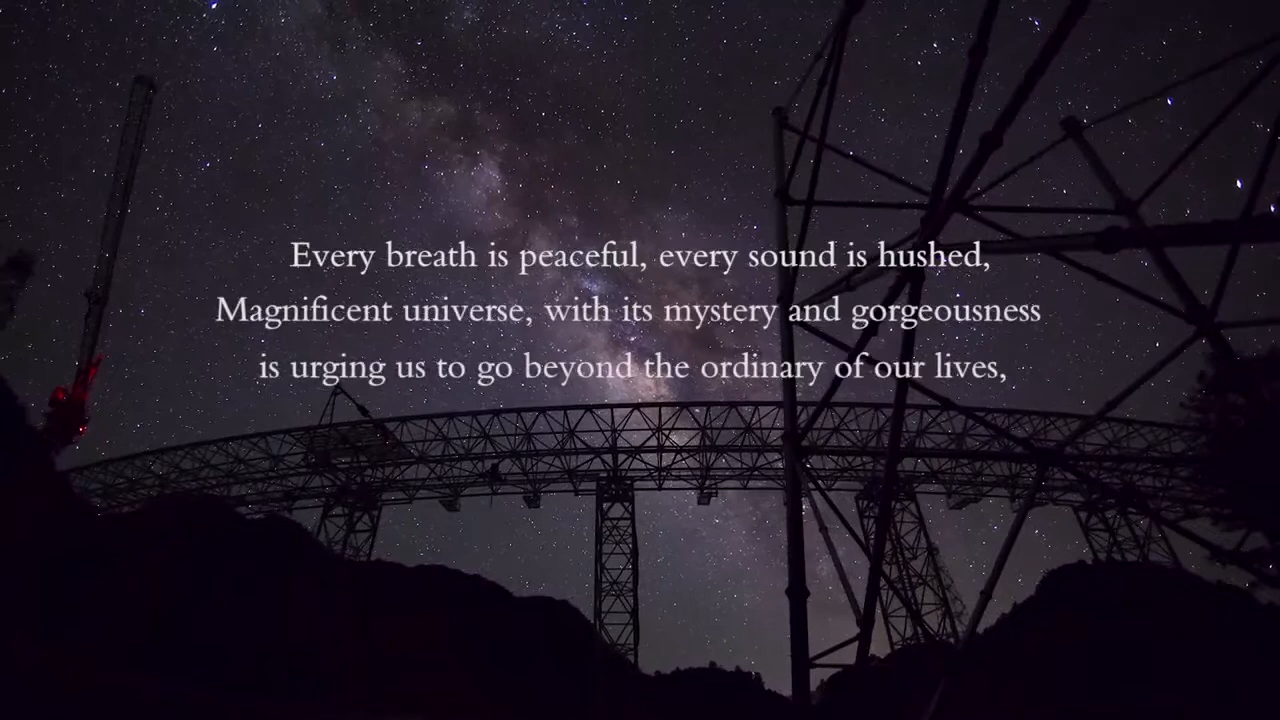 Every breath is peaceful, every sound is hushed,
Magnificent universe, with its mystery and gorgeousness
is urging us to go beyond the ordinary of our lives,